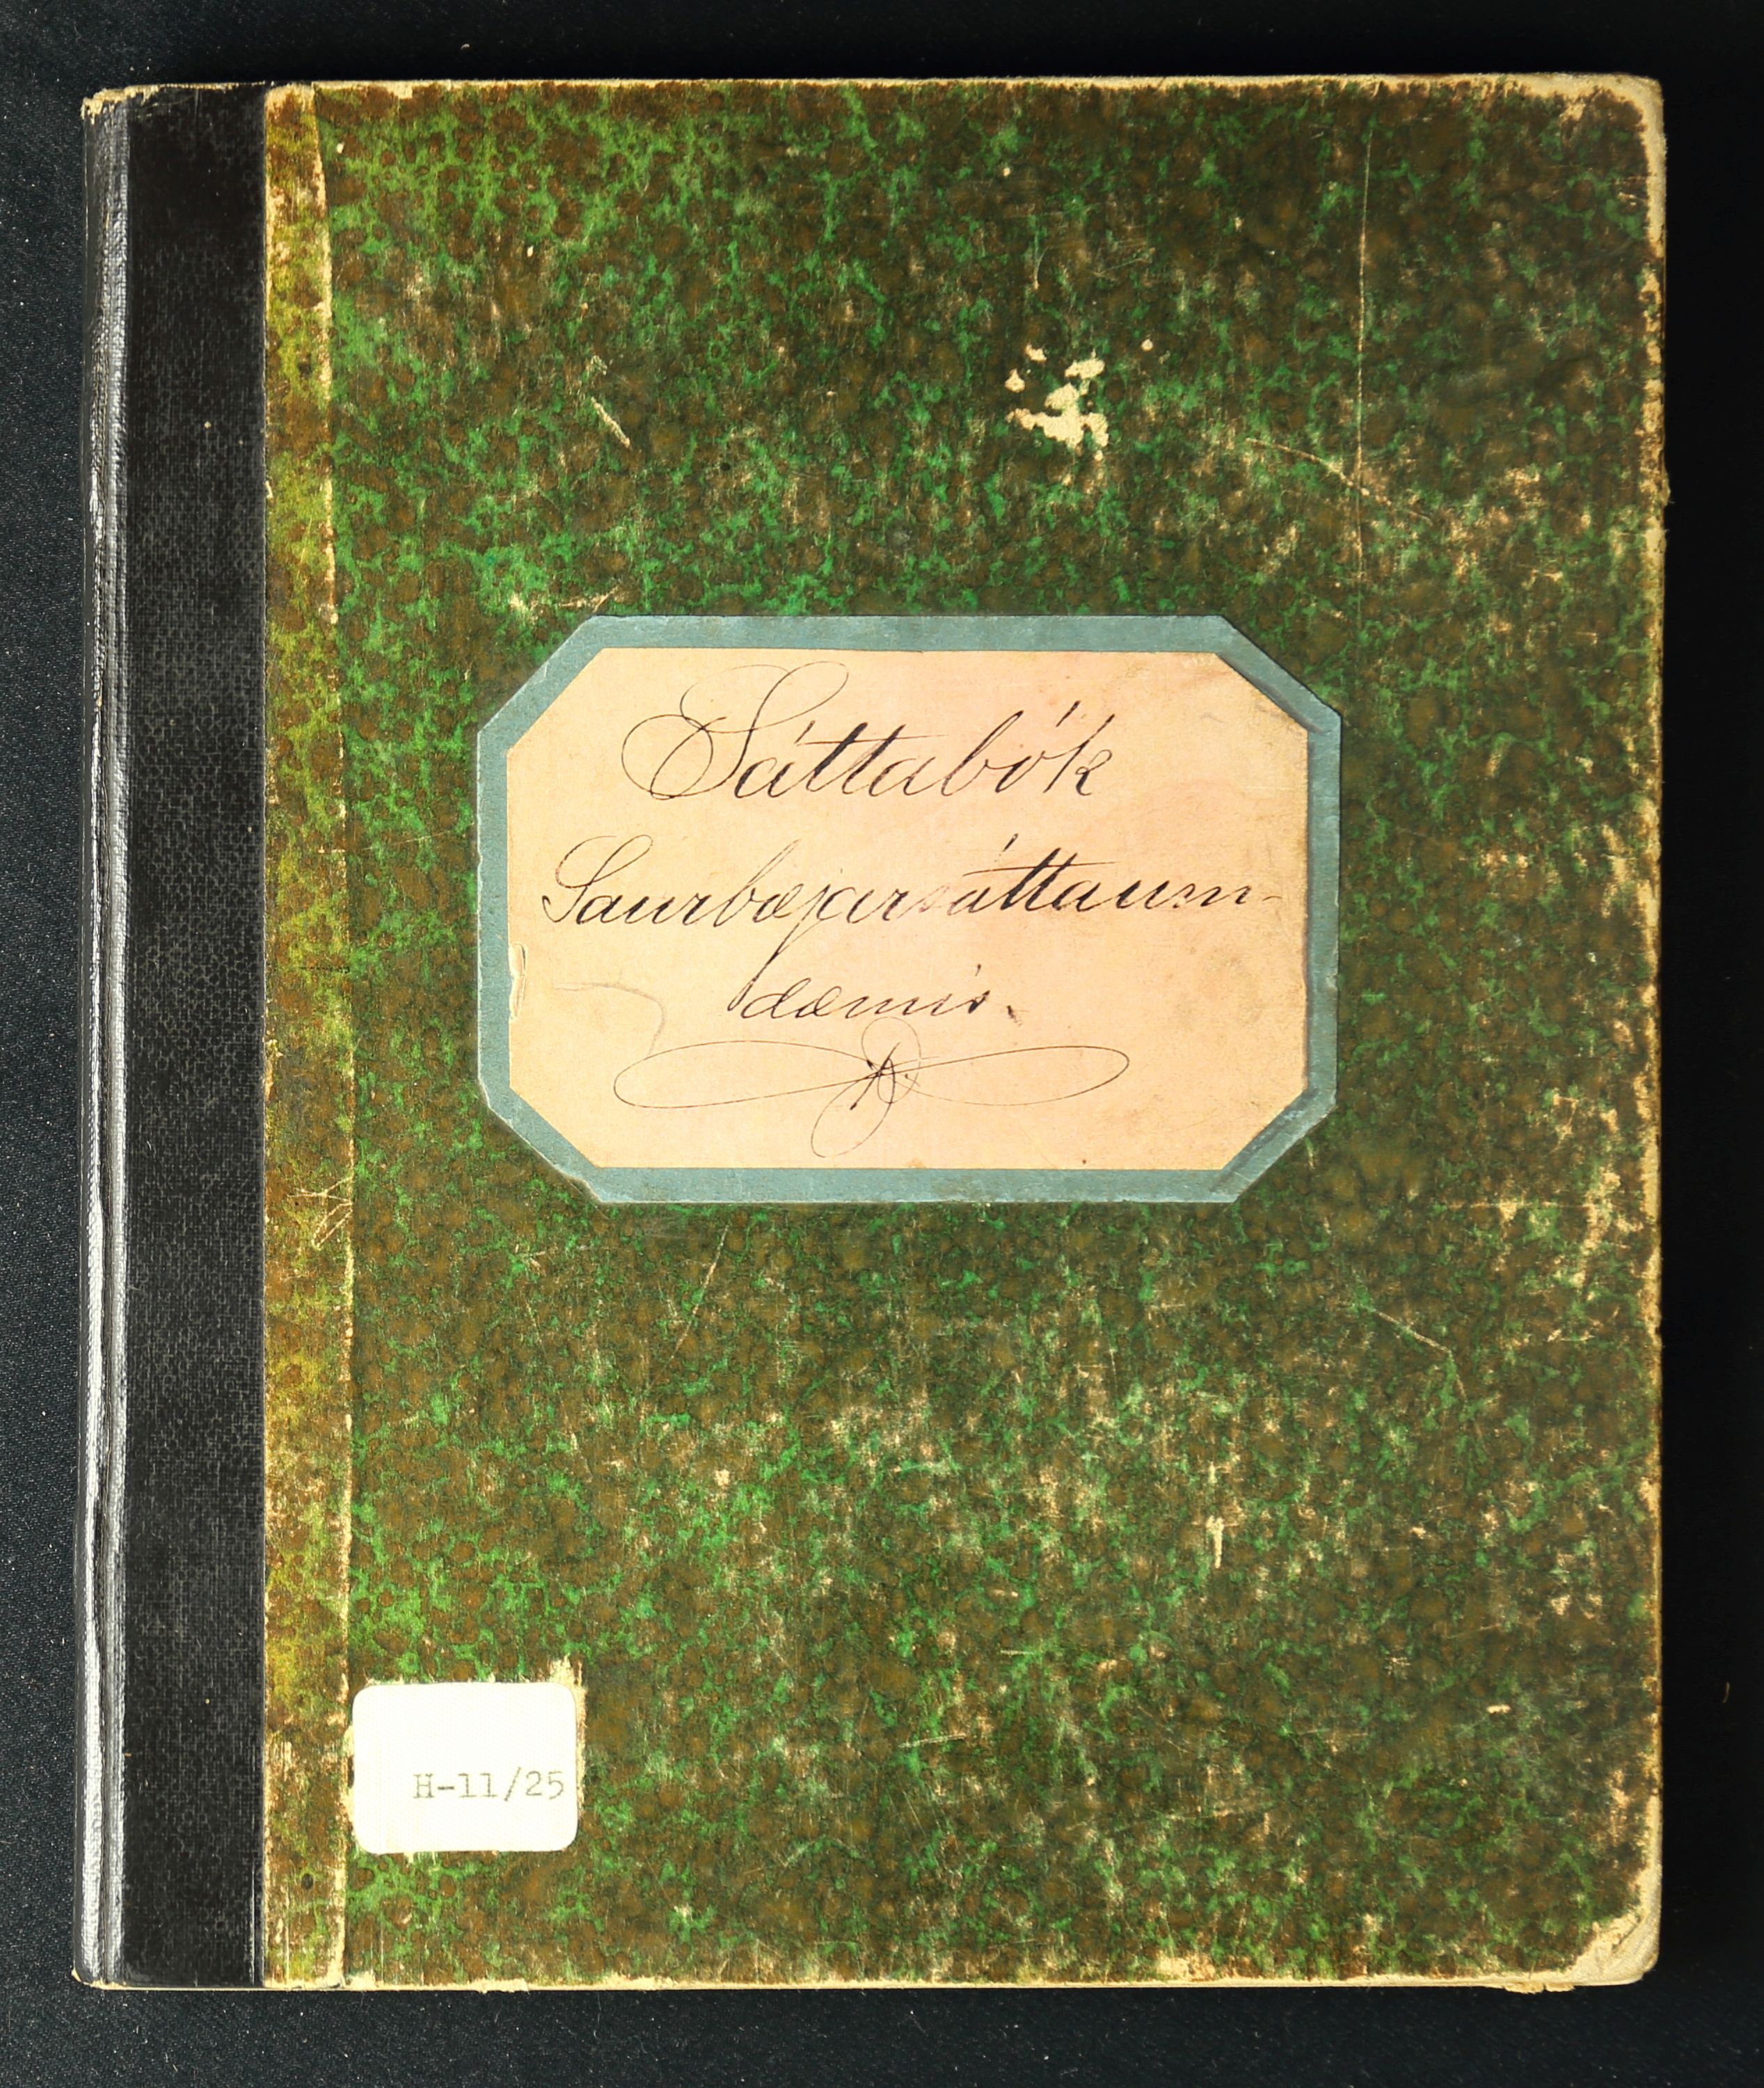 Sáttabók
Saurbæjarsáttaum-
dæmis.
H-11/25